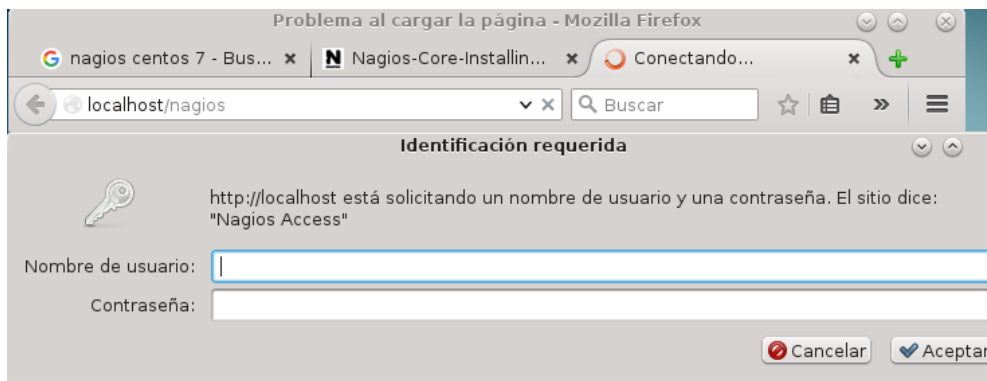 Problema al cargar la página - Mozilla Firefox
nagios centos 7 - Bus... Nagios-Core-Installin... Conectando...
localhost/nagios Buscar
Identificación requerida
http://localhost está solicitando un nombre de usuario y una contraseña. El sitio dice:
"Nagios Access"
Nombre de usuario:
Contraseña:
Cancelar Aceptar